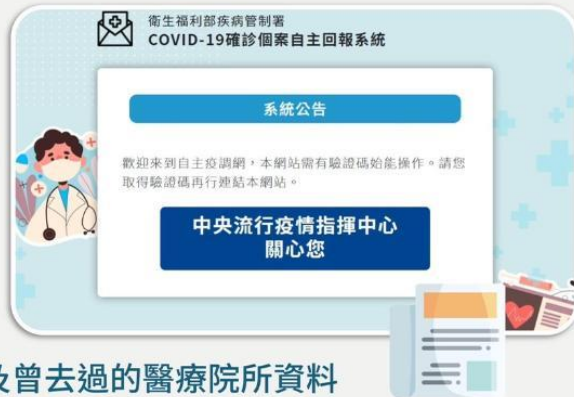 衛生福利部疾病管制署
COVID-19確診個案自主回報系統
系統公告
歡迎來到自主疫調網,本網站需有驗證碼始能操作。請您
取得驗證碼再行連結本網站。
中央流行疫情指揮中心
關心您
及曾去過的醫療院所資料